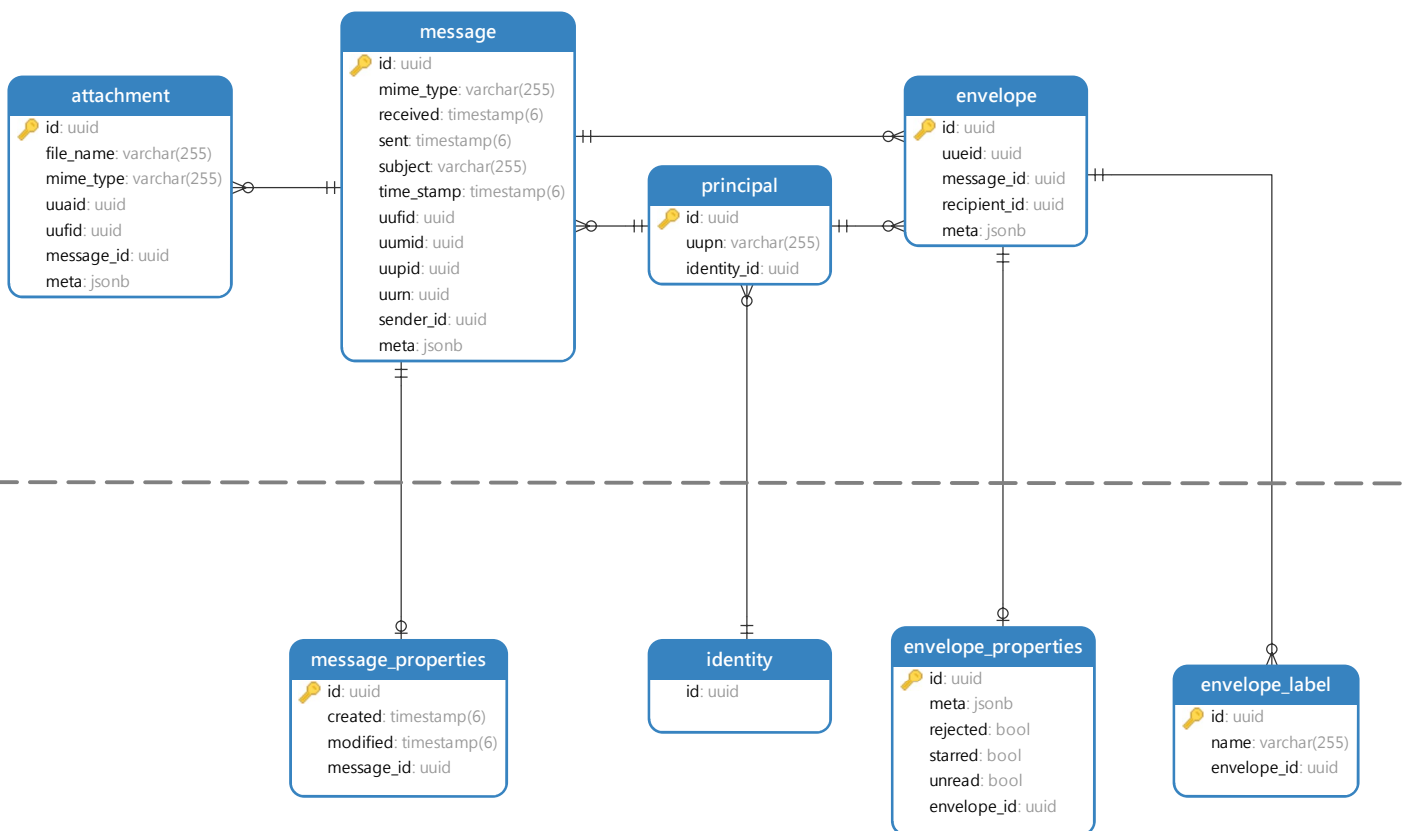 message
id: uuid
mime_type: varchar(255)
received: timestamp(6)
sent: timestamp(6)
subject: varchar(255)
time_stamp: timestamp(6)
uufid: uuid
uumid: uuid
uupid: uuid
uurn: uuid
sender_id: uuid
meta: jsonb
attachment
id: uuid
file_name: varchar(255)
mime_type: varchar(255)
uuaid: uuid
uufid: uuid
message_id: uuid
meta: jsonb
principal
id: uuid
uupn: varchar(255)
identity_id: uuid
envelope
id: uuid
uueid: uuid
message_id: uuid
recipient_id: uuid
meta: jsonb
message_properties
id: uuid
created: timestamp(6)
modified: timestamp(6)
message_id: uuid
identity
id: uuid
envelope_properties
id: uuid
meta: jsonb
rejected: bool
starred: bool
unread: bool
envelope_id: uuid
envelope_label
id: uuid
name: varchar(255)
envelope_id: uuid